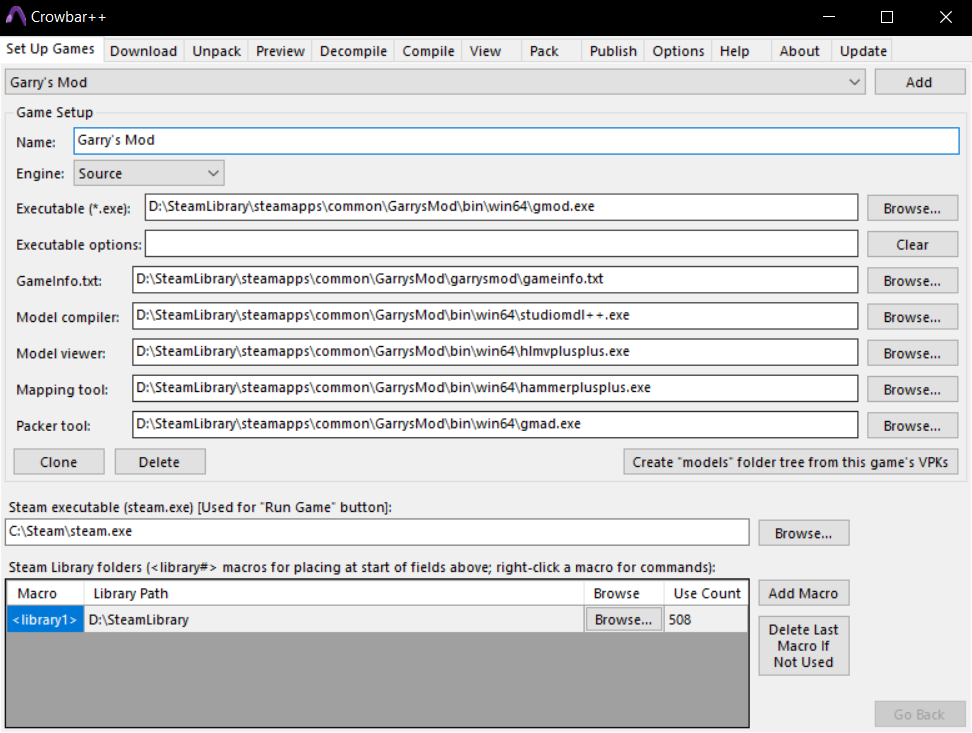 Crowbar++
Set Up Games Download Unpack Preview Decompile Compile View Pack Publish Options Help About Update
Garry's Mod Add
Game Setup
Name: Garry's Mod
Engine: Source
Executable (*.exe): D:\SteamLibrary\steamapps\common\GarrysMod\bin\win64\gmod.exe Browse...
Executable options: Clear
GameInfo.txt: D:\SteamLibrary\steamapps\common\GarrysMod\garrysmod\gameinfo.txt Browse...
Model compiler: D:\SteamLibrary\steamapps\common\GarrysMod\bin\win64\studiomdl++.exe Browse...
Model viewer: D:\SteamLibrary\steamapps\common\GarrysMod\bin\win64\hlmvplusplus.exe Browse...
Mapping tool: D:\SteamLibrary\steamapps\common\GarrysMod\bin\win64\hammerplusplus.exe Browse...
Packer tool: D:\SteamLibrary\steamapps\common\GarrysMod\bin\win64\gmad.exe Browse...
Clone Delete Create "models" folder tree from this game's VPKs
Steam executable (steam.exe) [Used for "Run Game" button]:
C:\Steam\steam.exe Browse...
Steam Library folders (<library#> macros for placing at start of fields above; right-click a macro for commands):
Macro Library Path Browse Use Count Add Macro
<library1> D:\SteamLibrary Browse... 508
Delete Last
Macro If
Not Used
Go Back